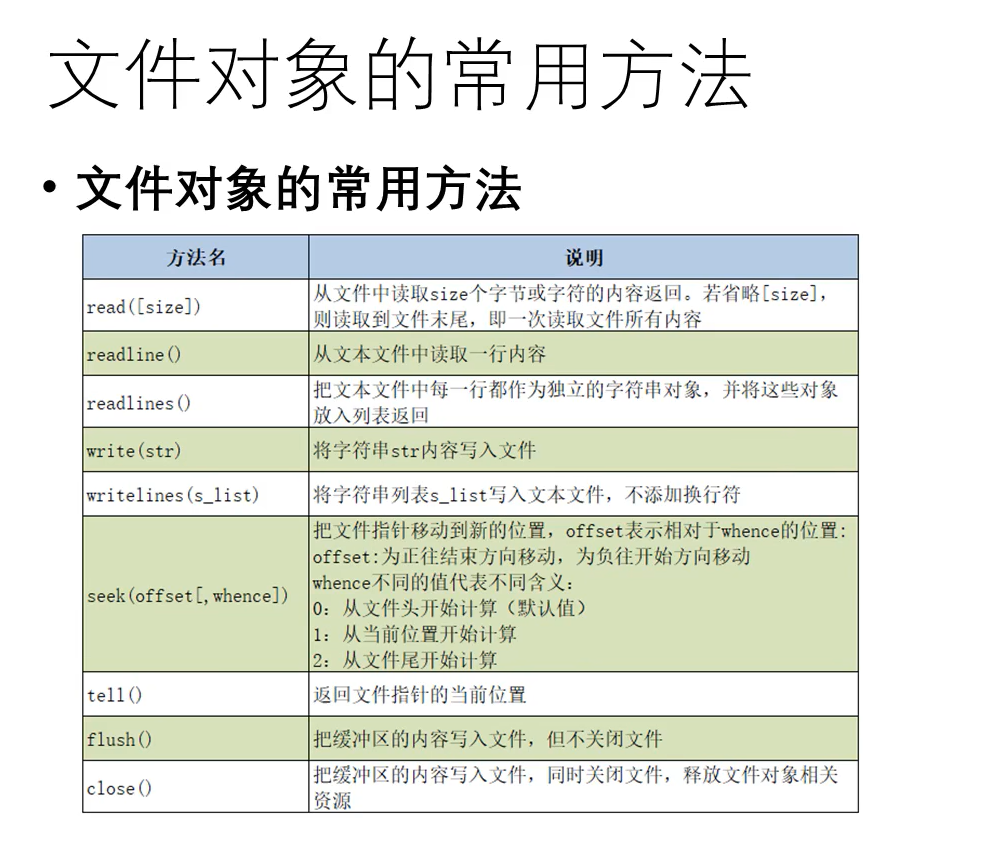 文件对象的常用方法
• 文件对象的常用方法
方法名 说明
read([size]) 从文件中读取size个字节或字符的内容返回。若省略[size]，
则读取到文件末尾，即一次读取文件所有内容
readline() 从文本文件中读取一行内容
readlines() 把文本文件中每一行都作为独立的字符串对象，并将这些对象
放入列表返回
write(str) 将字符串str内容写入文件
writelines(s_list) 将字符串列表s_list写入文本文件，不添加换行符
seek(offset[,whence]) 把文件指针移动到新的位置，offset表示相对于whence的位置：
offset:为正往结束方向移动，为负往开始方向移动
whence不同的值代表不同含义：
0：从文件头开始计算（默认值）
1：从当前位置开始计算
2：从文件尾开始计算
tell() 返回文件指针的当前位置
flush() 把缓冲区的内容写入文件，但不关闭文件
close() 把缓冲区的内容写入文件，同时关闭文件，释放文件对象相关
资源